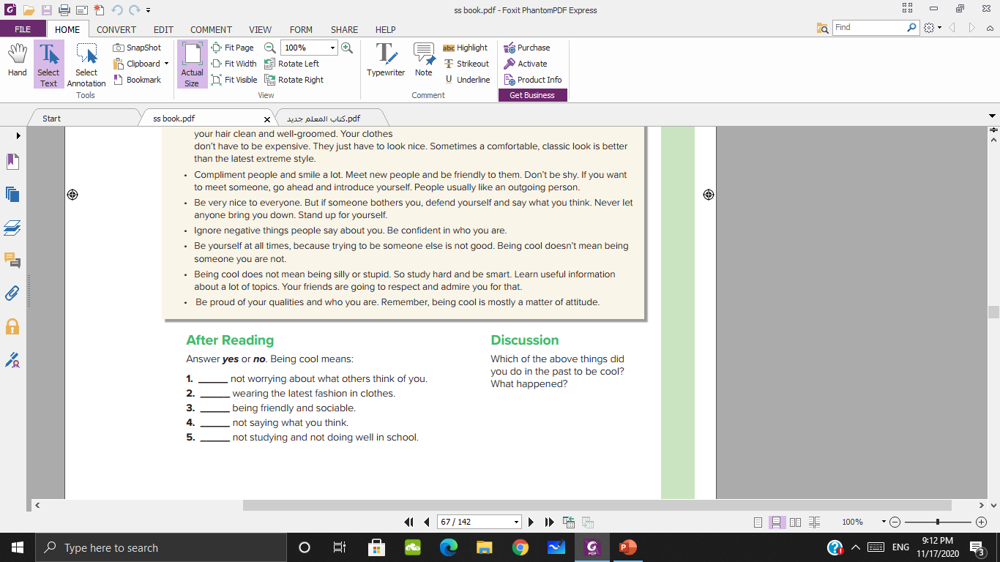 ss book.pdf - Foxit PhantomPDF Express
FILE
HOME
CONVERT
EDIT
COMMENT
VIEW
FORM
SHARE
HELP
Find
Hand
Select
Text
Select
Annotation
SnapShot
Clipboard
Bookmark
Tools
Actual
Size
Fit Page
Fit Width
Fit Visible
100%
Rotate Left
Rotate Right
View
Typewriter
Note
abc Highlight
T Strikeout
U Underline
Comment
Purchase
Activate
Product Info
Get Business
Start
ss book.pdf
كتاب المعلم جديد.pdf
your hair clean and well-groomed. Your clothes
don't have to be expensive. They just have to look nice. Sometimes a comfortable, classic look is better
than the latest extreme style.
• Compliment people and smile a lot. Meet new people and be friendly to them. Don't be shy. If you want
to meet someone, go ahead and introduce yourself. People usually like an outgoing person.
• Be very nice to everyone. But if someone bothers you, defend yourself and say what you think. Never let
anyone bring you down. Stand up for yourself.
• Ignore negative things people say about you. Be confident in who you are.
• Be yourself at all times, because trying to be someone else is not good. Being cool doesn't mean being
someone you are not.
• Being cool does not mean being silly or stupid. So study hard and be smart. Learn useful information
about a lot of topics. Your friends are going to respect and admire you for that.
• Be proud of your qualities and who you are. Remember, being cool is mostly a matter of attitude.
After Reading
Answer yes or no. Being cool means:
1. ______ not worrying about what others think of you.
2. ______ wearing the latest fashion in clothes.
3. ______ being friendly and sociable.
4. ______ not saying what you think.
5. ______ not studying and not doing well in school.
Discussion
Which of the above things did
you do in the past to be cool?
What happened?
67 / 142
100%
Type here to search
ENG
9:12 PM
11/17/2020
3